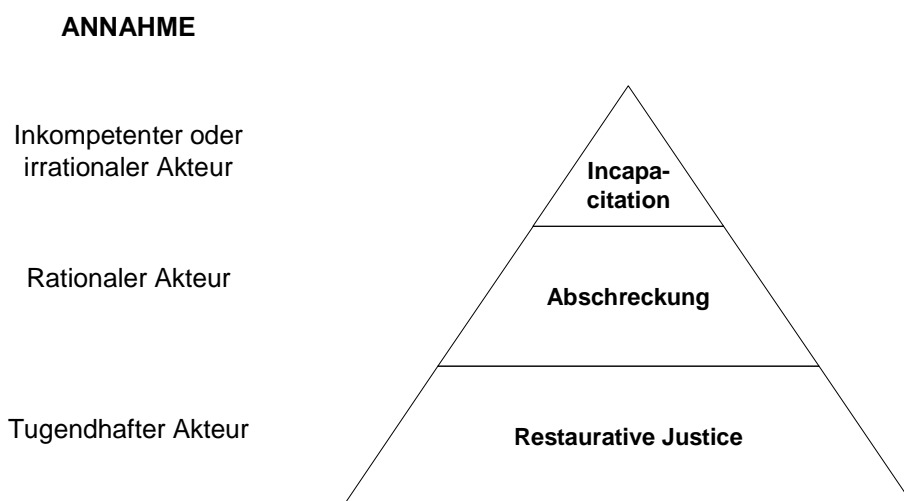 ANNAHME
Inkompetenter oder
irrationaler Akteur
Incapa-
citation
Rationaler Akteur
Abschreckung
Tugendhafter Akteur
Restaurative Justice